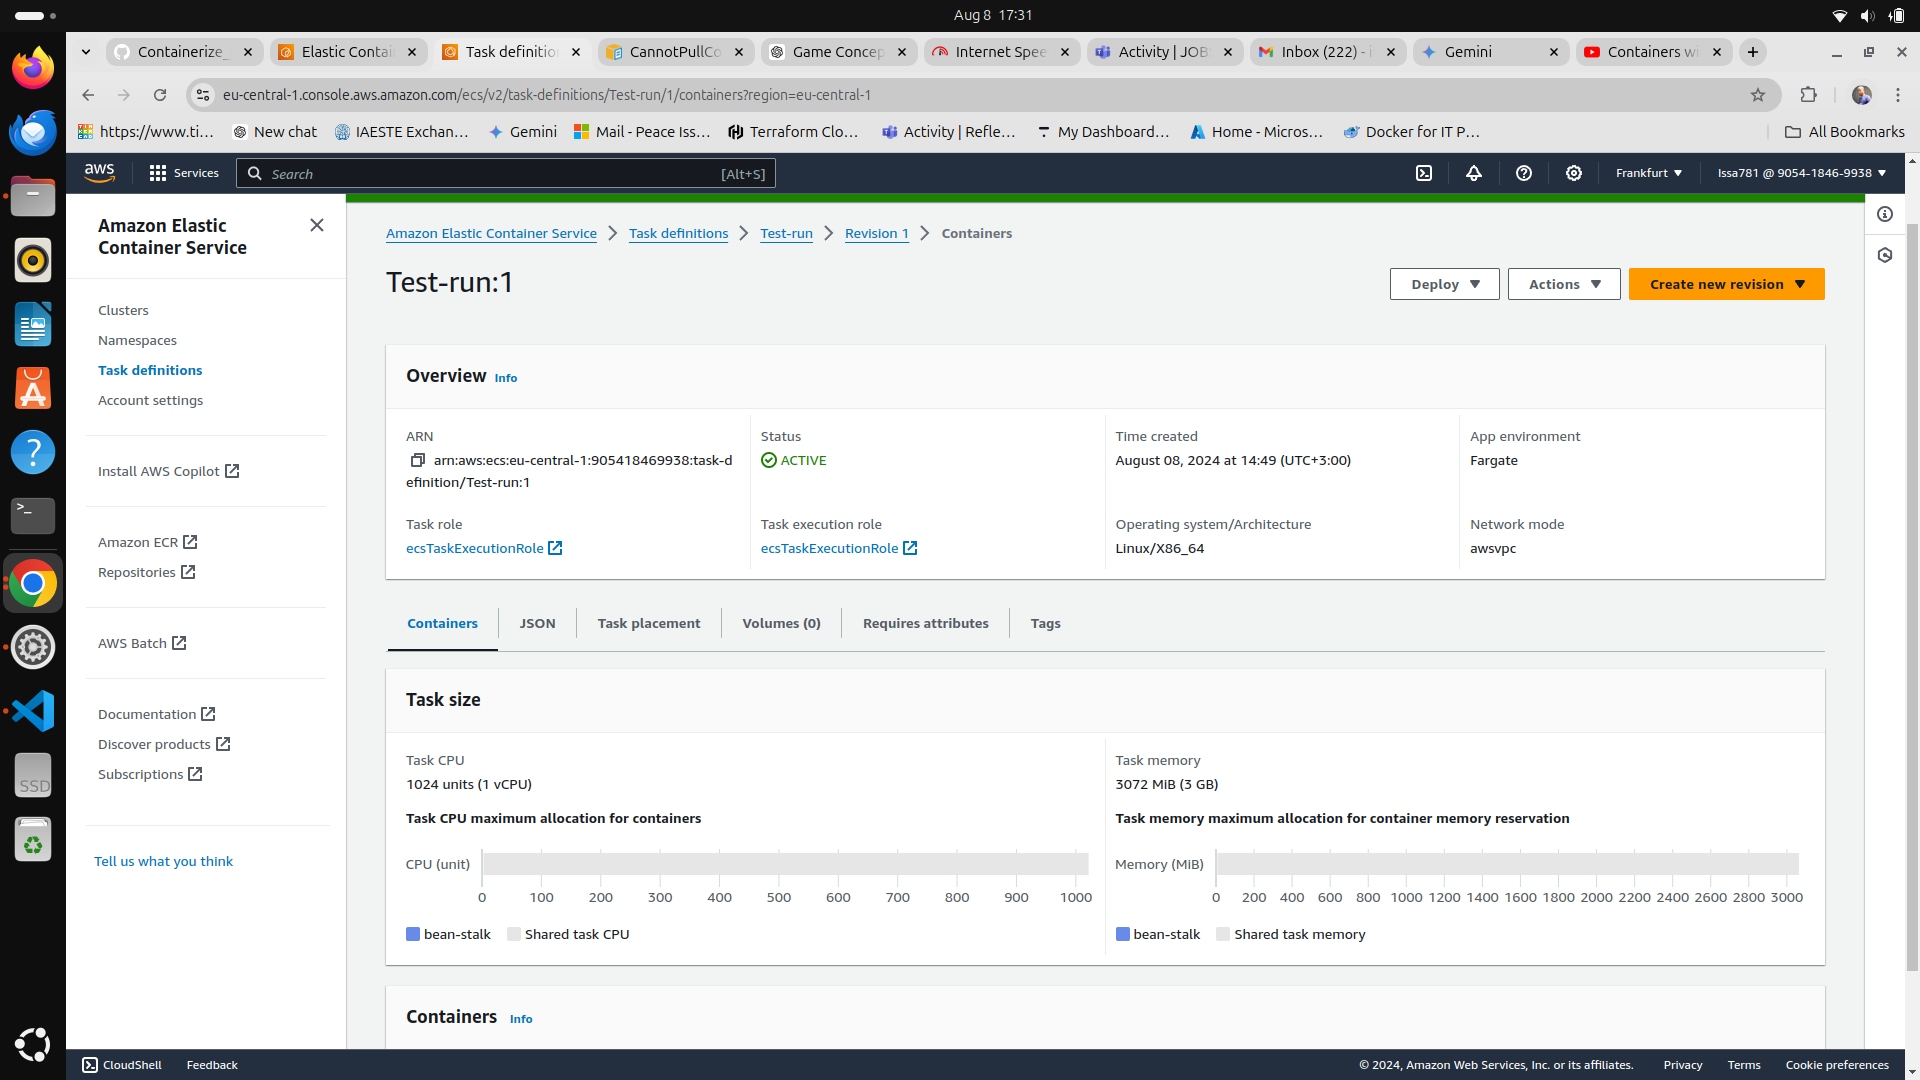 Aug 8 17:31
Containerize_
Elastic Contai
Task definitio
CannotPullCo
Game Concep
Internet Spee
Activity | JOB
Inbox (222) - i
Gemini
Containers wi
eu-central-1.console.aws.amazon.com/ecs/v2/task-definitions/Test-run/1/containers?region=eu-central-1
https://www.ti...
New chat
IAESTE Exchan...
Gemini
Mail - Peace Iss...
Terraform Clo...
Activity | Refle...
My Dashboard...
Home - Micros...
Docker for IT P...
All Bookmarks
aws
Services
Search
[Alt+S]
Frankfurt
Issa781 @ 9054-1846-9938
Amazon Elastic
Container Service
Clusters
Namespaces
Task definitions
Account settings
Install AWS Copilot
Amazon ECR
Repositories
AWS Batch
Documentation
Discover products
Subscriptions
Tell us what you think
SSD
Amazon Elastic Container Service
Task definitions
Test-run
Revision 1
Containers
Test-run:1
Deploy
Actions
Create new revision
Overview Info
ARN
arn:aws:ecs:eu-central-1:905418469938:task-d
efinition/Test-run:1
Status
ACTIVE
Time created
August 08, 2024 at 14:49 (UTC+3:00)
App environment
Fargate
Task role
ecsTaskExecutionRole
Task execution role
ecsTaskExecutionRole
Operating system/Architecture
Linux/X86_64
Network mode
awsvpc
Containers
JSON
Task placement
Volumes (0)
Requires attributes
Tags
Task size
Task CPU
1024 units (1 vCPU)
Task CPU maximum allocation for containers
CPU (unit)
0 100 200 300 400 500 600 700 800 900 1000
bean-stalk
Shared task CPU
Task memory
3072 MiB (3 GB)
Task memory maximum allocation for container memory reservation
Memory (MiB)
0 200 400 600 800 1000 1200 1400 1600 1800 2000 2200 2400 2600 2800 3000
bean-stalk
Shared task memory
Containers Info
CloudShell
Feedback
© 2024, Amazon Web Services, Inc. or its affiliates.
Privacy
Terms
Cookie preferences